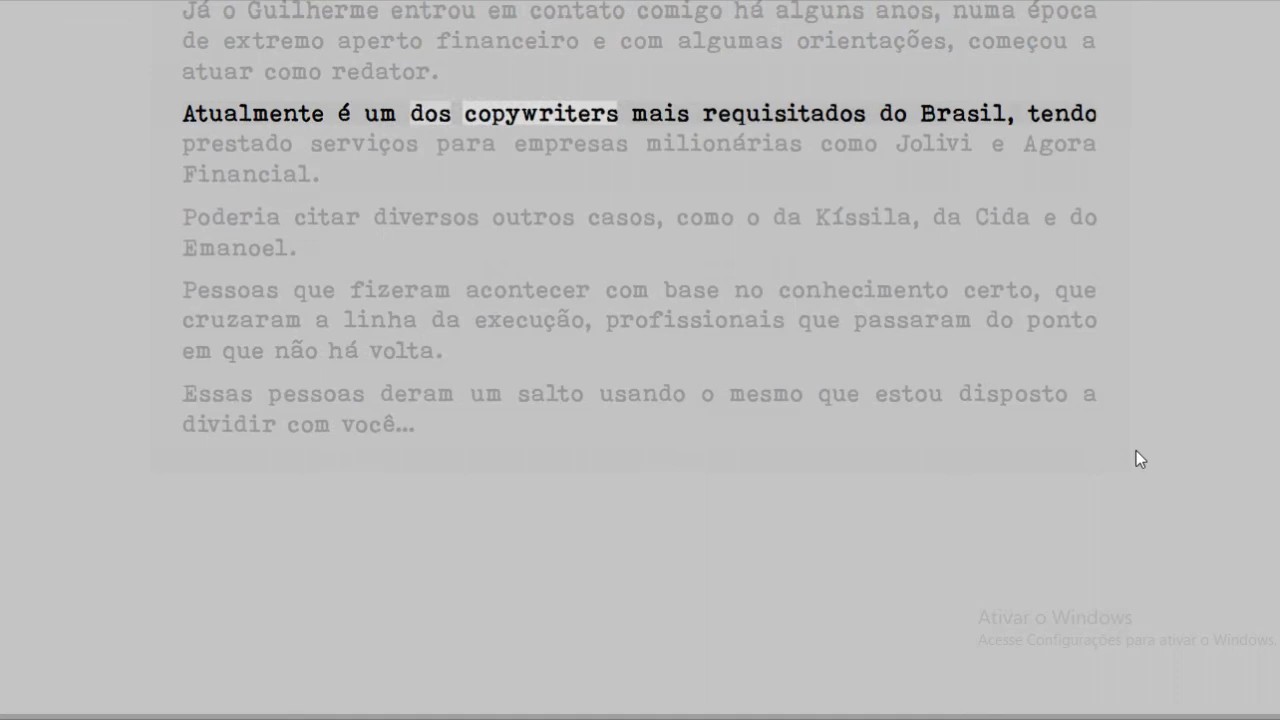 Já o Guilherme entrou em contato comigo há alguns anos, numa época
de extremo aperto financeiro e com algumas orientações, começou a
atuar como redator.
Atualmente é um dos copywriters mais requisitados do Brasil, tendo
prestado serviços para empresas milionárias como Jolivi e Agora
Financial.
Poderia citar diversos outros casos, como o da Kíssila, da Cida e do
Emanoel.
Pessoas que fizeram acontecer com base no conhecimento certo, que
cruzaram a linha da execução, profissionais que passaram do ponto
em que não há volta.
Essas pessoas deram um salto usando o mesmo que estou disposto a
dividir com você…
Ativar o Windows
Acesse Configurações para ativar o Windows.